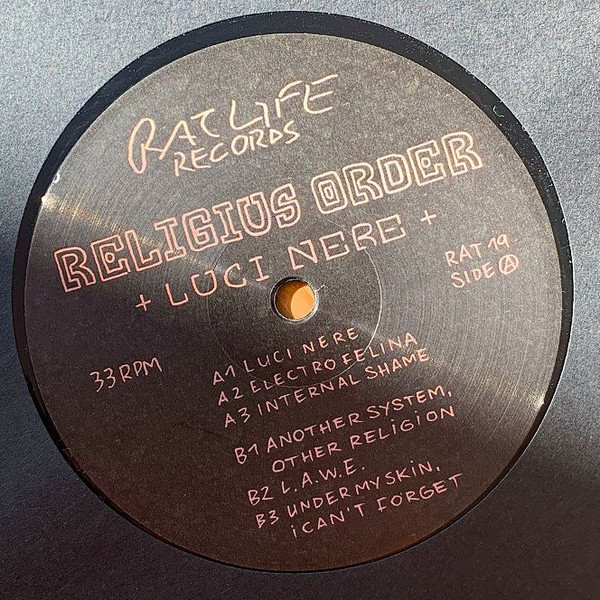 RAT LIFE
RECORDS
RELIGIUS ORDER
+ LUCI NERE +
RAT 19
SIDE A
33 RPM
A1 LUCI NERE
A2 ELECTRO FELINA
A3 INTERNAL SHAME
B1 ANOTHER SYSTEM,
OTHER RELIGION
B2 L.A.W.E.
B3 UNDER MY SKIN,
i CAN'T FORGET